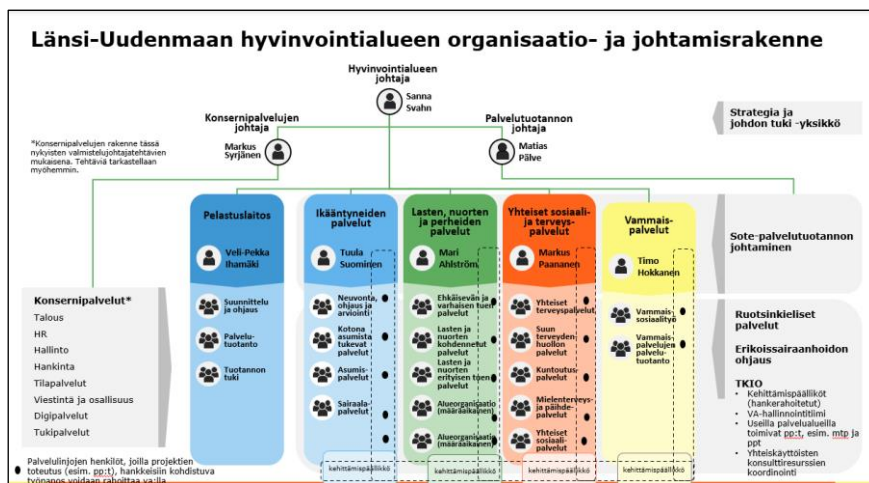 Länsi-Uudenmaan hyvinvointialueen organisaatio- ja johtamisrakenne
Hyvinvointialueen
johtaja
Sanna
Svahn
Konsernipalvelujen
johtaja
Markus
Syrjänen
Palvelutuotannon
johtaja
Matias
Pälve
Strategia ja
johdon tuki -yksikkö
*Konsernipalvelujen rakenne tässä
nykyisten valmistelujohtajatehtävien
mukaisena. Tehtäviä tarkastellaan
myöhemmin.
Pelastuslaitos
Veli-Pekka
Ihamäki
Suunnittelu
ja ohjaus
Palvelu-
tuotanto
Tuotannon
tuki
Ikääntyneiden
palvelut
Tuula
Suominen
Neuvonta,
ohjaus ja
arviointi
Kotona
asumista
tukevat
palvelut
Asumis-
palvelut
Sairaala-
palvelut
kehittämispäällikkö
Lasten, nuorten
ja perheiden
palvelut
Mari
Ahlström
Ehkäisevän ja
varhaisen tuen
palvelut
Lasten ja
nuorten
kohdennetut
palvelut
Lasten ja
nuorten
erityisen tuen
palvelut
Alueorganisaatio
(määräaikainen)
Alueorganisaatio
(määräaikainen)
kehittämispäällikkö
Yhteiset sosiaali-
ja terveys-
palvelut
Markus
Paananen
Yhteiset
terveyspalvelut
Suun
terveyden-
huollon
palvelut
Kuntoutus-
palvelut
Mielenterveys-
ja päihde-
palvelut
Yhteiset
sosiaali-
palvelut
kehittämispäällikkö
Vammais-
palvelut
Timo
Hokkanen
Vammais-
sosiaalityö
Vammais-
palvelujen
palvelu-
tuotanto
kehittämispäällikkö
Sote-palvelutuotannon
johtaminen
Konsernipalvelut*
Talous
HR
Hallinto
Hankinta
Tilapalvelut
Viestintä ja osallisuus
Digipalvelut
Tukipalvelut
Ruotsinkieliset
palvelut
Erikoissairaanhoidon
ohjaus
TKIO
• Kehittämispäälliköt
(hankerahoitetut)
• VA-hallinnointitiimi
• Useilla palvelualueilla
toimivat pp:t, esim. mtp ja
ppt
• Yhteiskäyttöisten
konsulttiresurssien
koordinointi
Palvelulinjojen henkilöt, joilla projektien
toteutus (esim. pp:t), hankkeisiin kohdistuva
työpanos voidaan rahoittaa va:lla